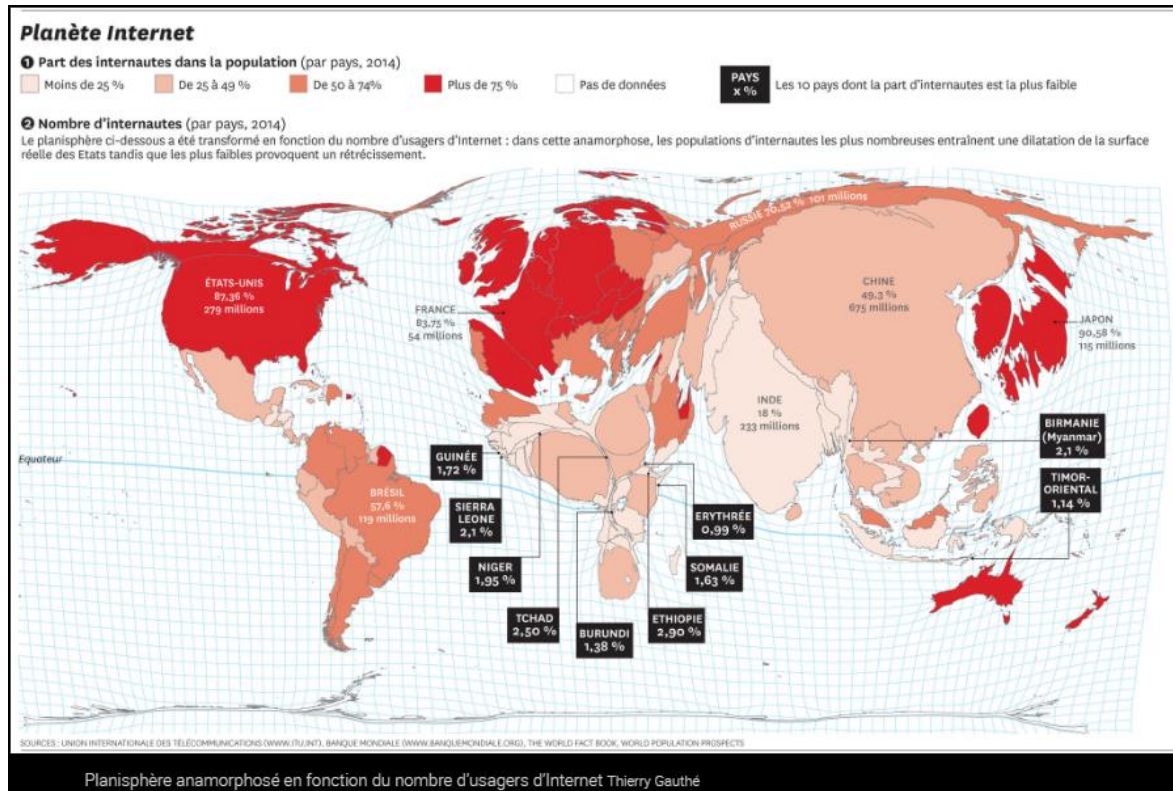 Planète Internet
❶ Part des internautes dans la population (par pays, 2014)
Moins de 25 %
De 25 à 49 %
De 50 à 74%
Plus de 75 %
Pas de données
PAYS
x %
Les 10 pays dont la part d'internautes est la plus faible
❷ Nombre d'internautes (par pays, 2014)
Le planisphère ci-dessous a été transformé en fonction du nombre d'usagers d'Internet : dans cette anamorphose, les populations d'internautes les plus nombreuses entraînent une dilatation de la surface
réelle des Etats tandis que les plus faibles provoquent un rétrécissement.
RUSSIE 70,52 % 101 millions
ÉTATS-UNIS
87,36 %
279 millions
FRANCE
83,75 %
54 millions
CHINE
49,3 %
675 millions
JAPON
90,58 %
115 millions
INDE
18 %
233 millions
BIRMANIE
(Myanmar)
2,1 %
Equateur
GUINÉE
1,72 %
TIMOR-
ORIENTAL
1,14 %
BRÉSIL
57,6 %
119 millions
SIERRA
LEONE
2,1 %
ERYTHRÉE
0,99 %
NIGER
1,95 %
SOMALIE
1,63 %
TCHAD
2,50 %
BURUNDI
1,38 %
ETHIOPIE
2,90 %
SOURCES : UNION INTERNATIONALE DES TÉLÉCOMMUNICATIONS (WWW.ITU.INT), BANQUE MONDIALE (WWW.BANQUEMONDIALE.ORG), THE WORLD FACT BOOK, WORLD POPULATION PROSPECTS
Planisphère anamorphosé en fonction du nombre d'usagers d'Internet Thierry Gauthé